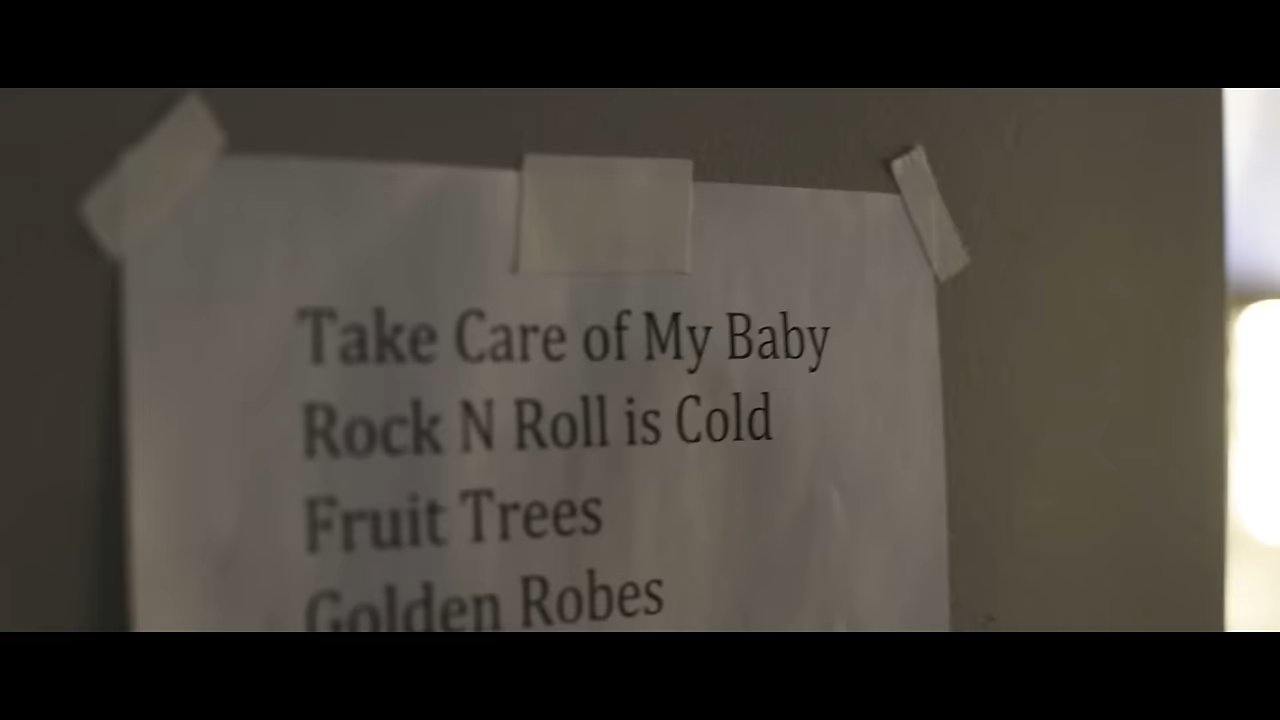 Take Care of My Baby
Rock N Roll is Cold
Fruit Trees
Golden Robes